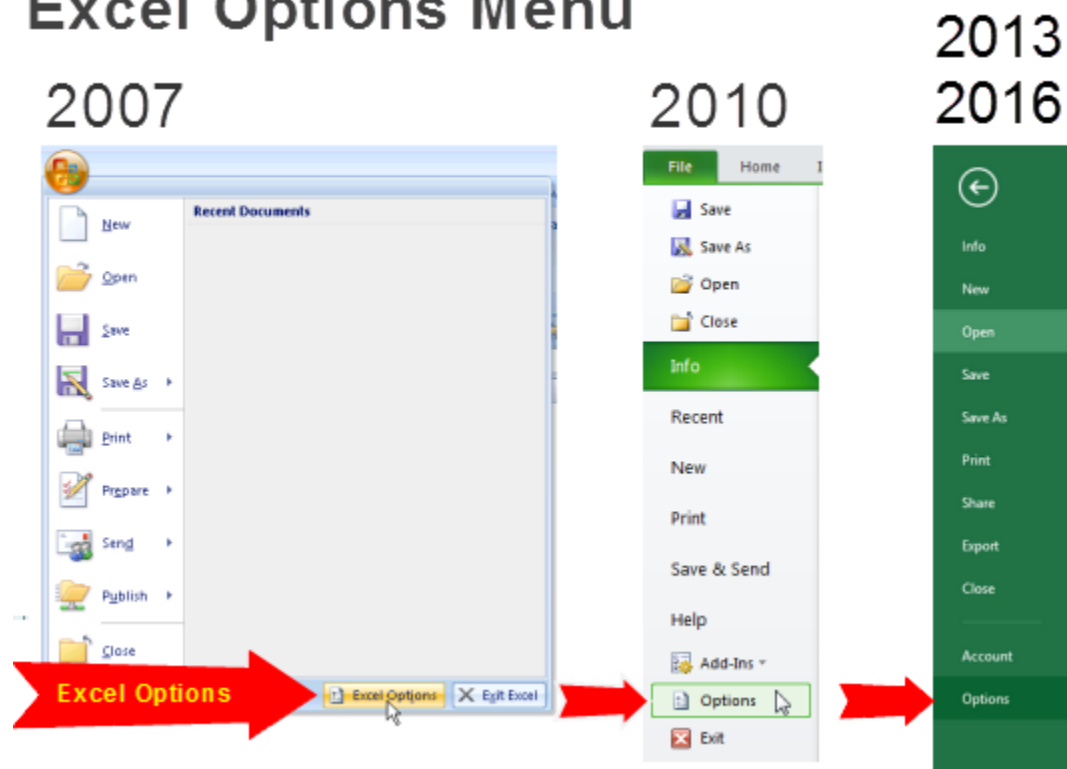 Excel Options Menu
2007
2010
2013
2016
Recent Documents
New
Open
Save
Save As
Print
Prepare
Send
Publish
Close
Excel Options
Excel Options
Exit Excel
File Home
Save
Save As
Open
Close
Info
Recent
New
Print
Save & Send
Help
Add-Ins
Options
Exit
Info
New
Open
Save
Save As
Print
Share
Export
Close
Account
Options